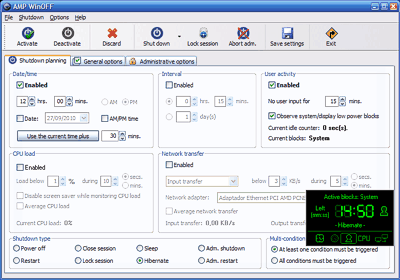 AMP WinOFF
File Shutdown Options Help
Activate Deactivate Discard Shut down Lock session Abort adm. Save settings Exit
Shutdown planning General options Administrative options
Date/time
Enabled
12 hrs. 00 mins. AM PM
Date: 27/09/2010 AM/PM time
Use the current time plus 30 mins.
Interval
Enabled
0 hrs. 15 mins.
1 day(s)
User activity
Enabled
No user input for 15 mins.
Observe system/display low power blocks
Current idle counter: 0 sec(s).
Current blocks: System
CPU load
Enabled
Load below 1 % during 10 secs. mins.
Disable screen saver while monitoring CPU load
Average CPU load
Current CPU load: 0%
Network transfer
Enabled
Input transfer below 3 KB/s during 5 secs. mins.
Network adapter: Adaptador Ethernet PCI AMD PCNE
Average network transfer
Input transfer: 0,00 KB/s Output transf
Active blocks: System
Left (mm:ss) 14:50
- Hibernate -
CPU
Shutdown type
Power off Close session Sleep Adm. shutdown
Restart Lock session Hibernate Adm. restart
Multi-condit
At least one condition must be triggered
All conditions must be triggered